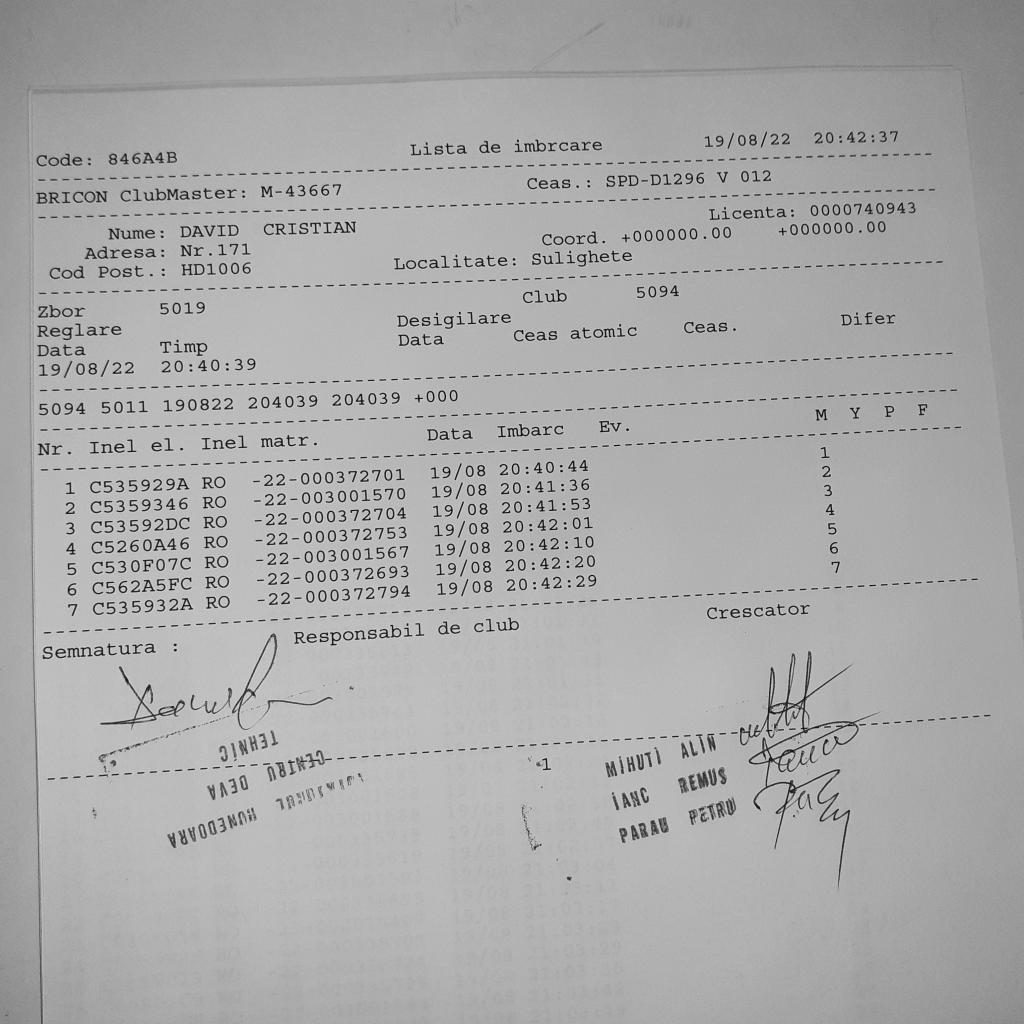 Code: 846A4B Lista de imbrcare 19/08/22 20:42:37
BRICON ClubMaster: M-43667 Ceas.: SPD-D1296 V 012
Nume: DAVID CRISTIAN Licenta: 0000740943
Adresa: Nr.171 Coord. +000000.00 +000000.00
Cod Post.: HD1006 Localitate: Sulighete
Zbor 5019 Club 5094
Reglare Desigilare
Data Timp Data Ceas atomic Ceas. Difer
19/08/22 20:40:39
5094 5011 190822 204039 204039 +000
Nr. Inel el. Inel matr. Data Imbarc Ev. M Y P F
1 C535929A RO -22-000372701 19/08 20:40:44 1
2 C5359346 RO -22-003001570 19/08 20:41:36 2
3 C53592DC RO -22-000372704 19/08 20:41:53 3
4 C5260A46 RO -22-000372753 19/08 20:42:01 4
5 C530F07C RO -22-003001567 19/08 20:42:10 5
6 C562A5FC RO -22-000372693 19/08 20:42:20 6
7 C535932A RO -22-000372794 19/08 20:42:29 7
Semnatura : Responsabil de club Crescator
TEHNIC
CENTRU DEVA
HUNEDOARA
1
MIHUTI ALIN
IANC REMUS
PARAU PETRU